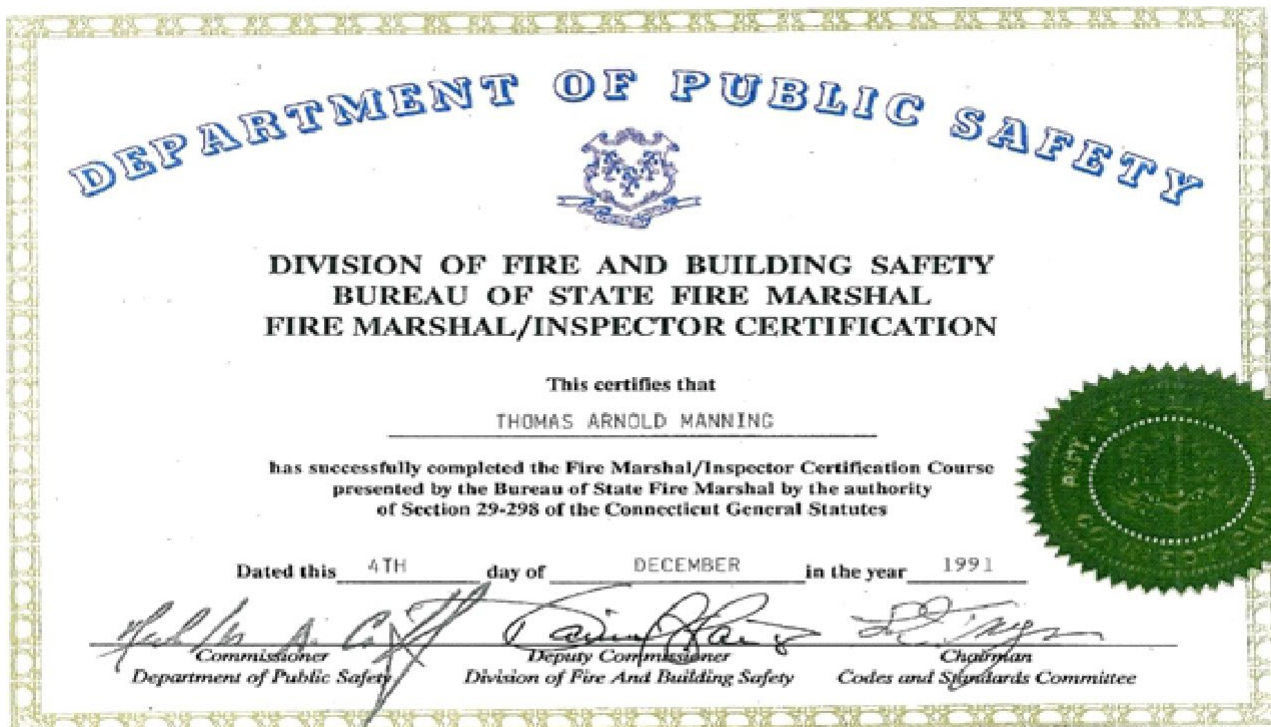 DEPARTMENT OF PUBLIC SAFETY
DIVISION OF FIRE AND BUILDING SAFETY
BUREAU OF STATE FIRE MARSHAL
FIRE MARSHAL/INSPECTOR CERTIFICATION
This certifies that
THOMAS ARNOLD MANNING
has successfully completed the Fire Marshal/Inspector Certification Course
presented by the Bureau of State Fire Marshal by the authority
of Section 29-298 of the Connecticut General Statutes
Dated this 4TH day of DECEMBER in the year 1991
Commissioner Deputy Commissioner Chairman
Department of Public Safety Division of Fire And Building Safety Codes and Standards Committee